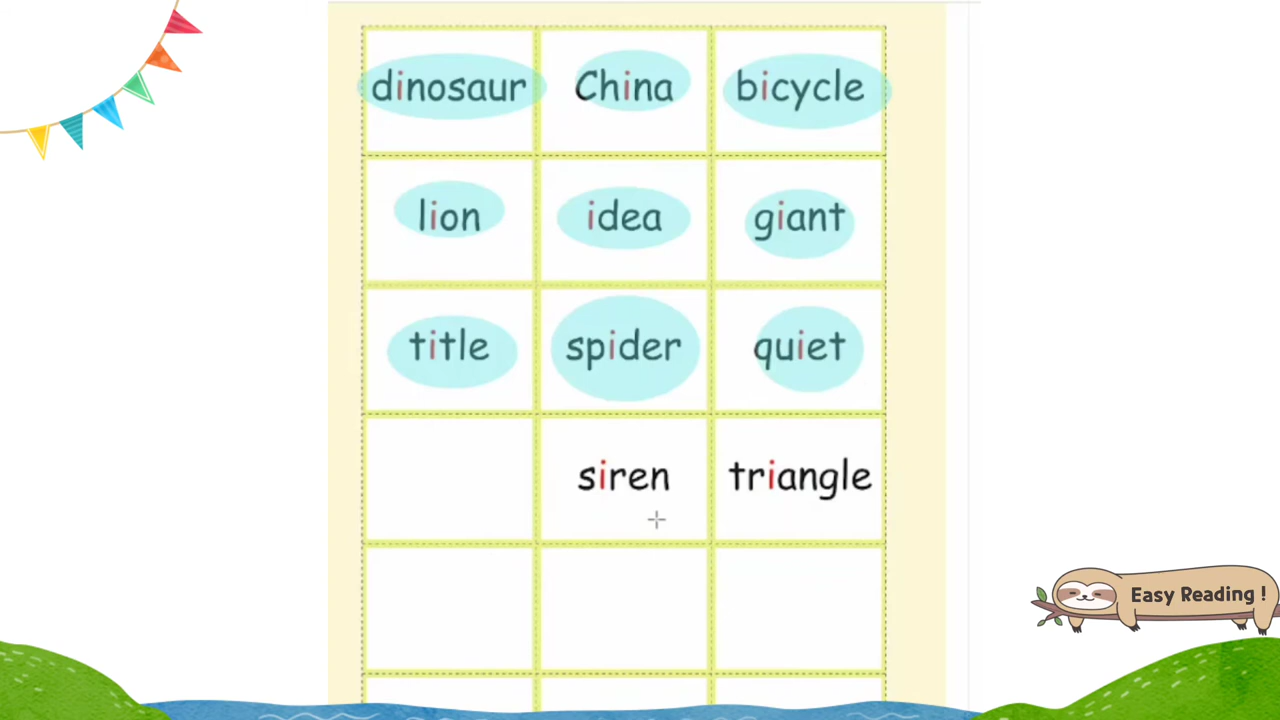 dinosaur China bicycle
lion idea giant
title spider quiet
siren triangle
Easy Reading !